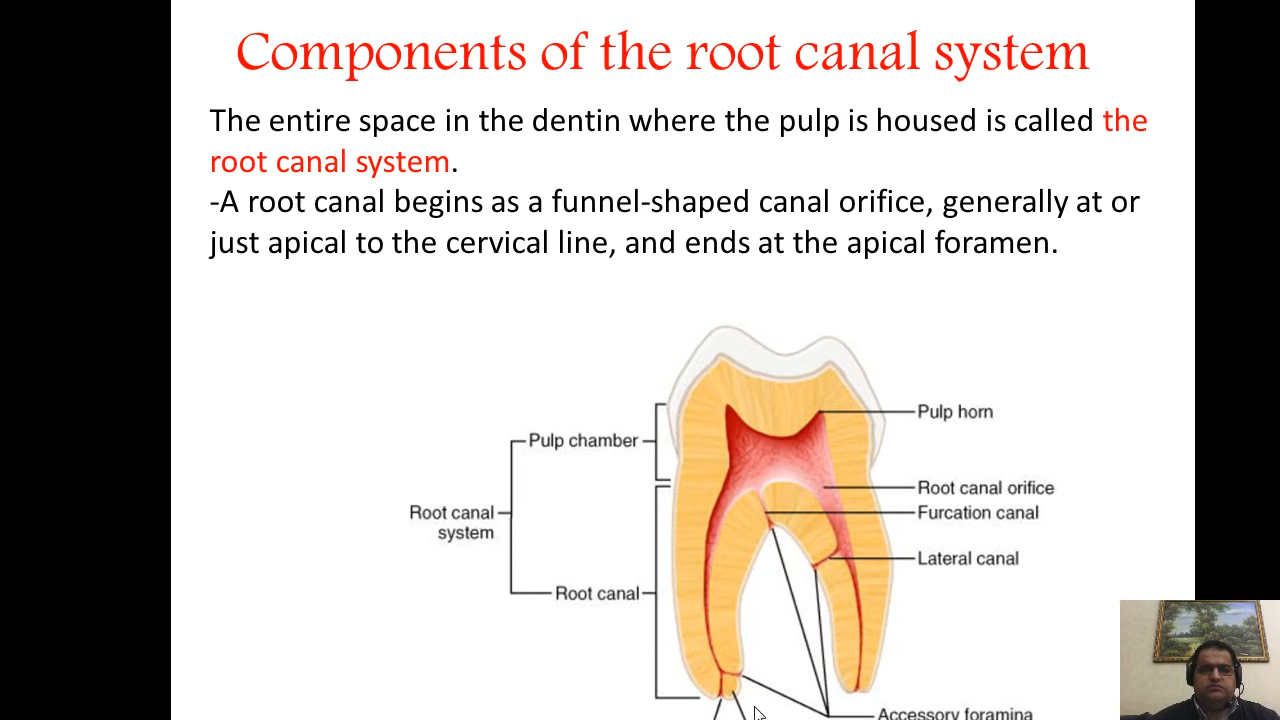 Components of the root canal system
The entire space in the dentin where the pulp is housed is called the
root canal system.
-A root canal begins as a funnel-shaped canal orifice, generally at or
just apical to the cervical line, and ends at the apical foramen.
Pulp horn
Pulp chamber
Root canal orifice
Root canal
system
Furcation canal
Lateral canal
Root canal
Accessory foramina